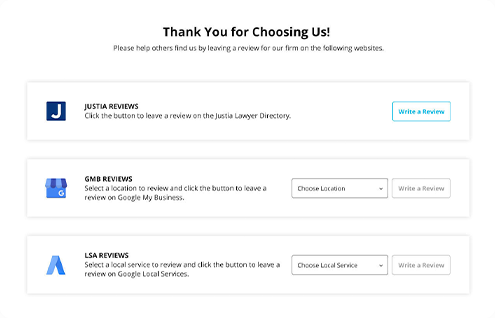 Thank You for Choosing Us!
Please help others find us by leaving a review for our firm on the following websites.
J
JUSTIA REVIEWS
Click the button to leave a review on the Justia Lawyer Directory.
Write a Review
G
GMB REVIEWS
Select a location to review and click the button to leave a
review on Google My Business.
Choose Location
Write a Review
LSA REVIEWS
Select a local service to review and click the button to leave a
review on Google Local Services.
Choose Local Service
Write a Review